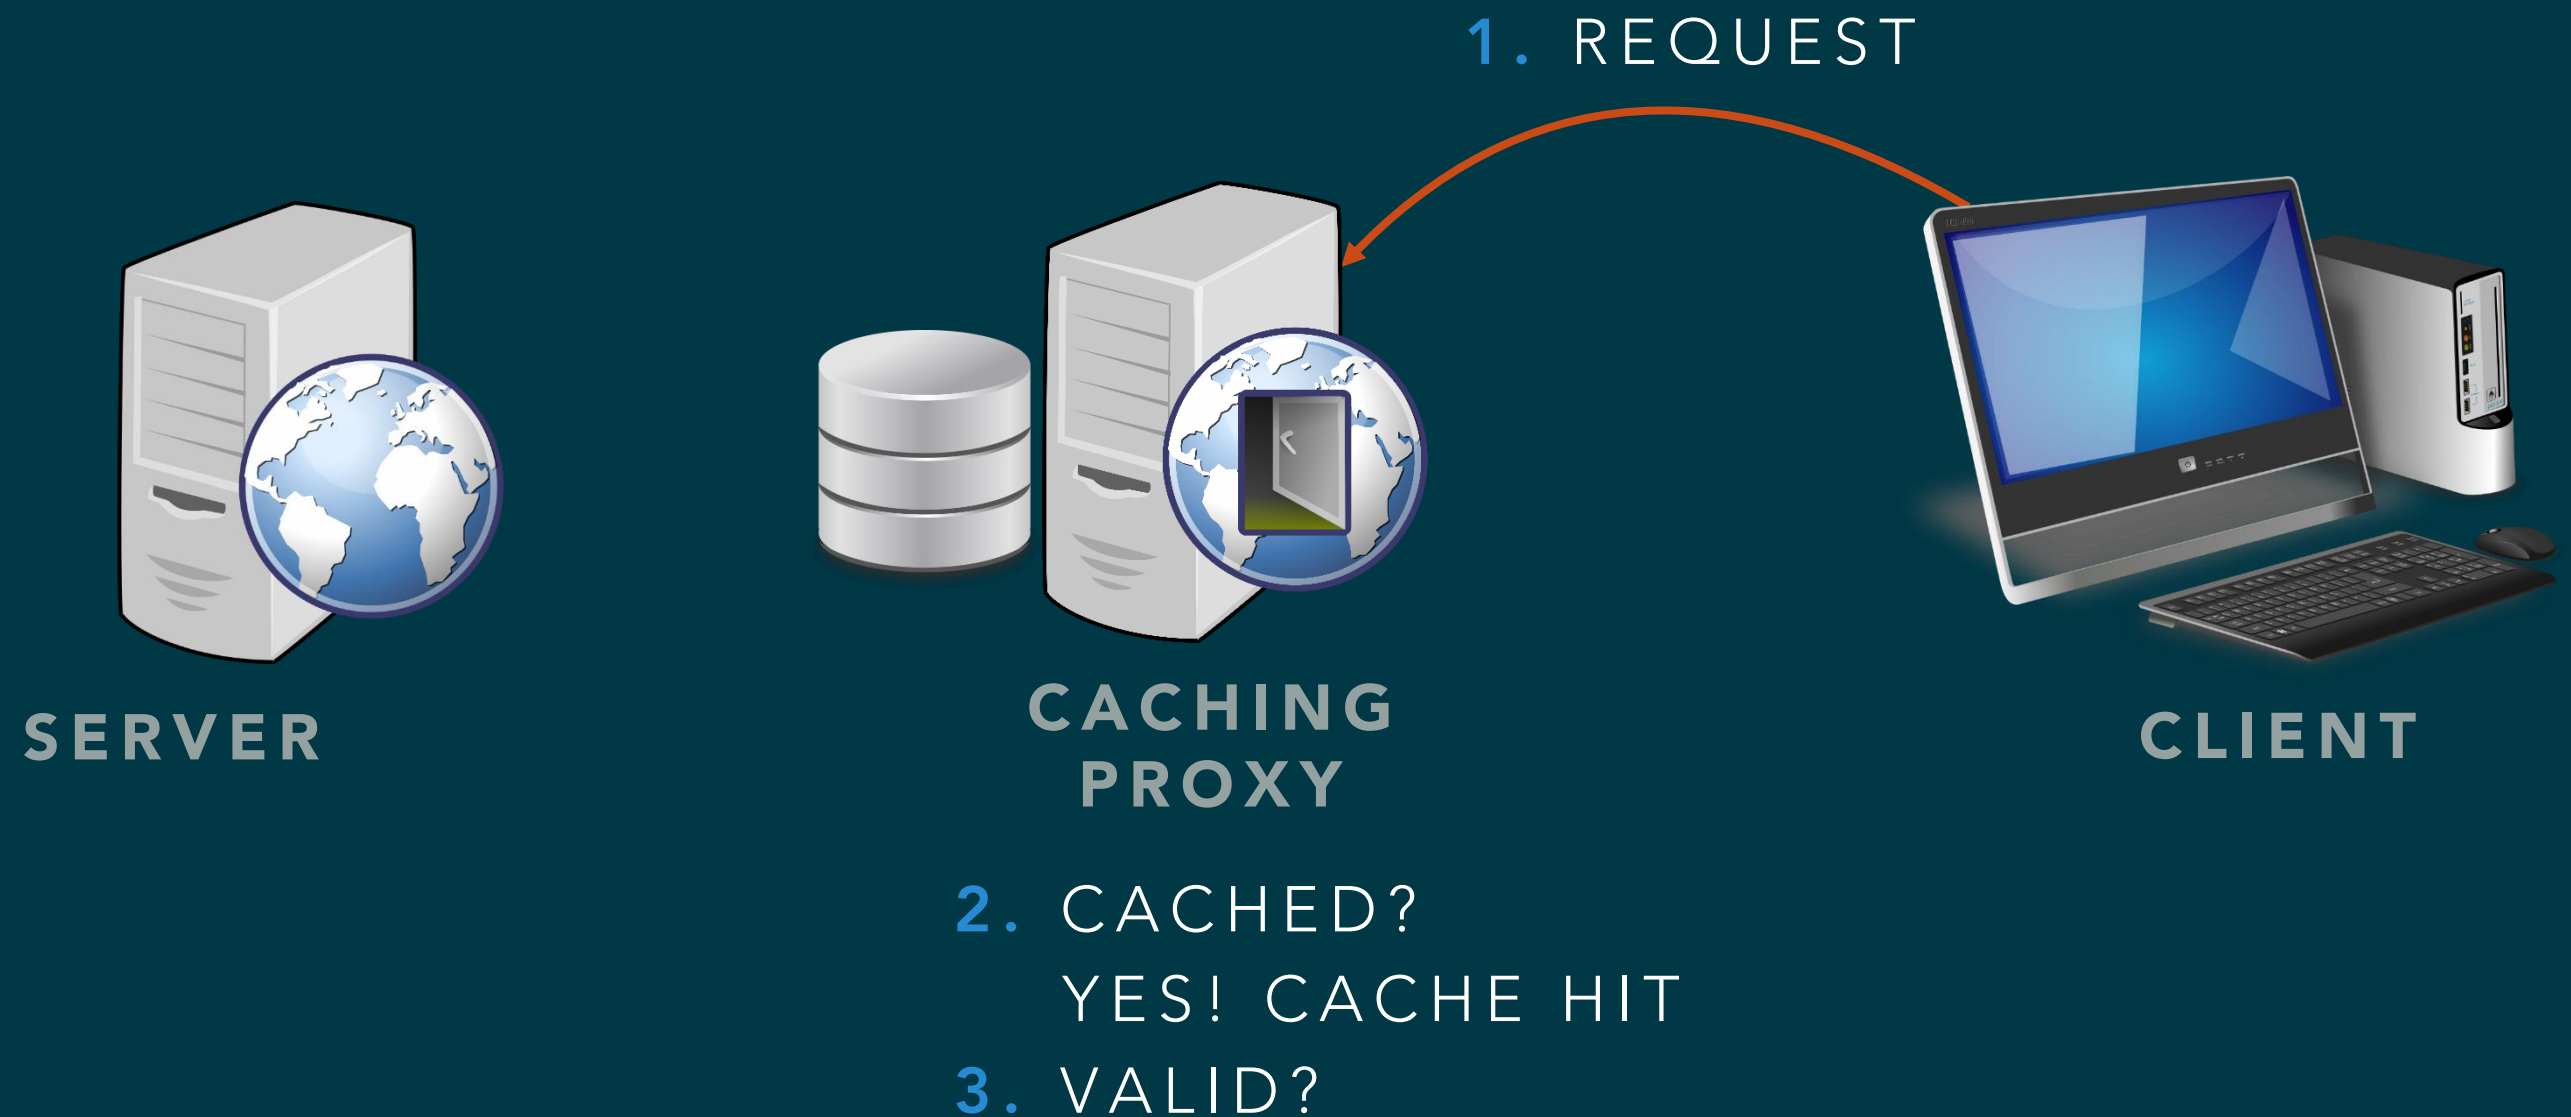 1. REQUEST
SERVER
CACHING
PROXY
CLIENT
2. CACHED?
YES! CACHE HIT
3. VALID?